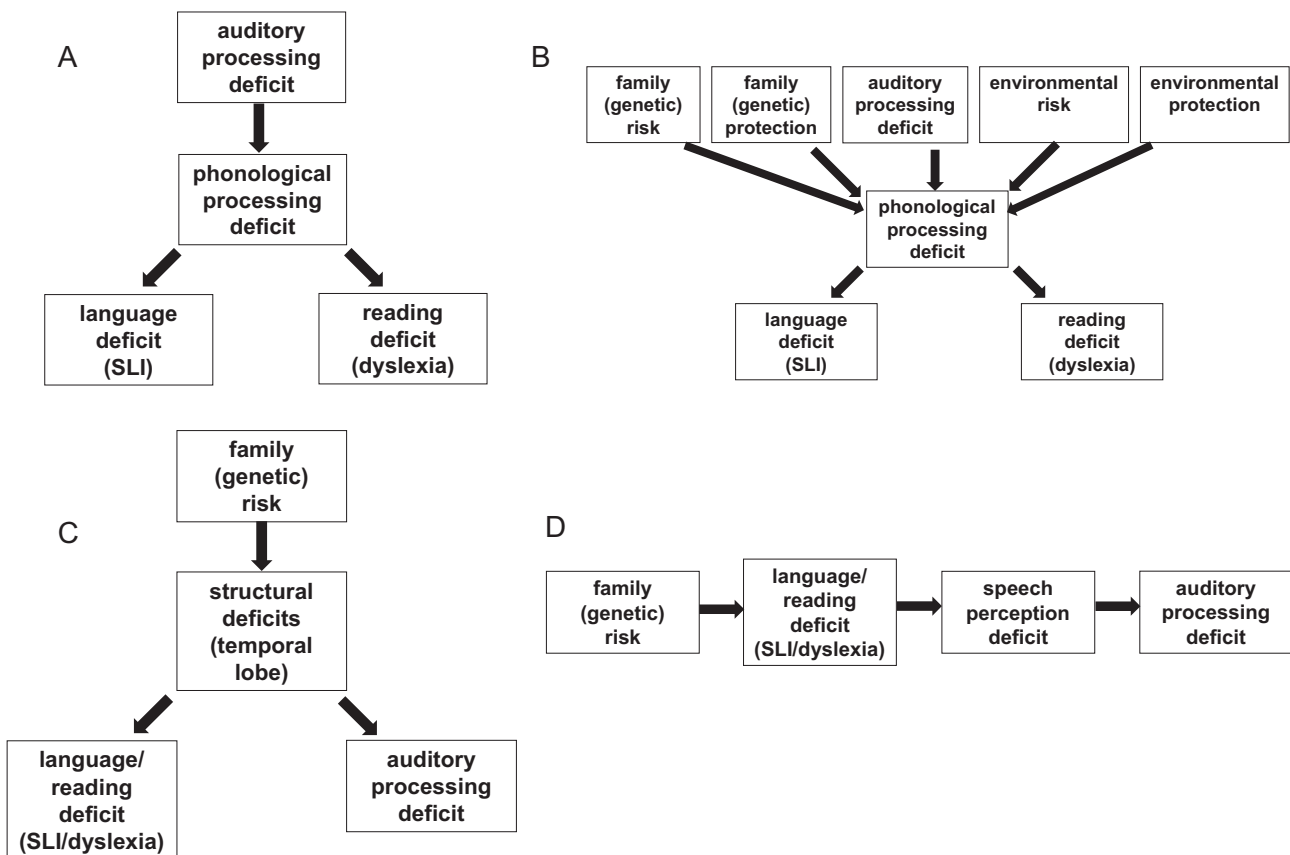 A
auditory
processing
deficit
phonological
processing
deficit
language
deficit
(SLI)
reading
deficit
(dyslexia)
B
family
(genetic)
risk
family
(genetic)
protection
auditory
processing
deficit
environmental
risk
environmental
protection
phonological
processing
deficit
language
deficit
(SLI)
reading
deficit
(dyslexia)
C
family
(genetic)
risk
structural
deficits
(temporal
lobe)
language/
reading
deficit
(SLI/dyslexia)
auditory
processing
deficit
D
family
(genetic)
risk
language/
reading
deficit
(SLI/dyslexia)
speech
perception
deficit
auditory
processing
deficit